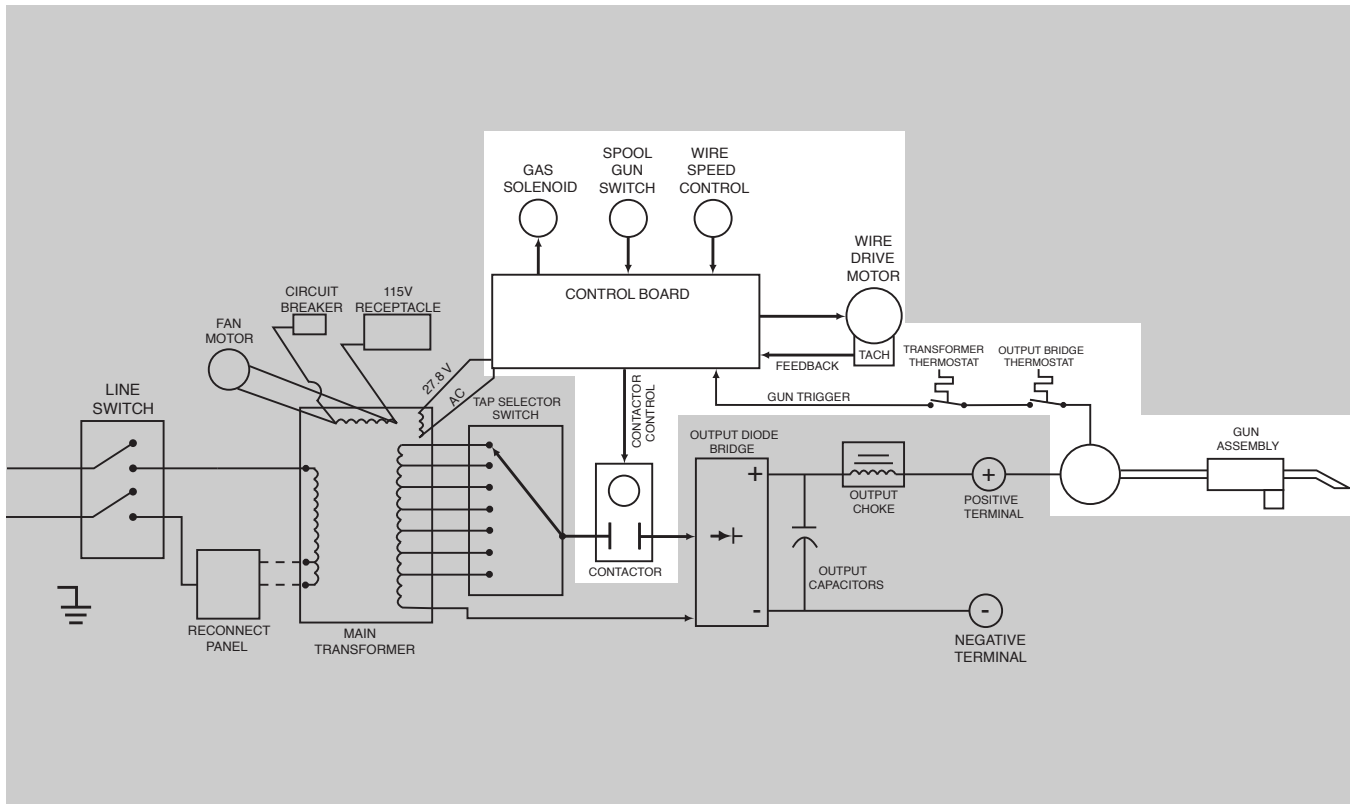 GAS
SOLENOID
SPOOL
GUN
SWITCH
WIRE
SPEED
CONTROL
WIRE
DRIVE
MOTOR
CONTROL BOARD
CIRCUIT
BREAKER
115V
RECEPTACLE
FAN
MOTOR
TACH
FEEDBACK
TRANSFORMER
THERMOSTAT
OUTPUT BRIDGE
THERMOSTAT
27.8 V
AC
LINE
SWITCH
TAP SELECTOR
SWITCH
CONTACTOR
CONTROL
GUN TRIGGER
OUTPUT DIODE
BRIDGE
GUN
ASSEMBLY
+
+
OUTPUT
CHOKE
POSITIVE
TERMINAL
CONTACTOR
OUTPUT
CAPACITORS
-
-
RECONNECT
PANEL
MAIN
TRANSFORMER
NEGATIVE
TERMINAL